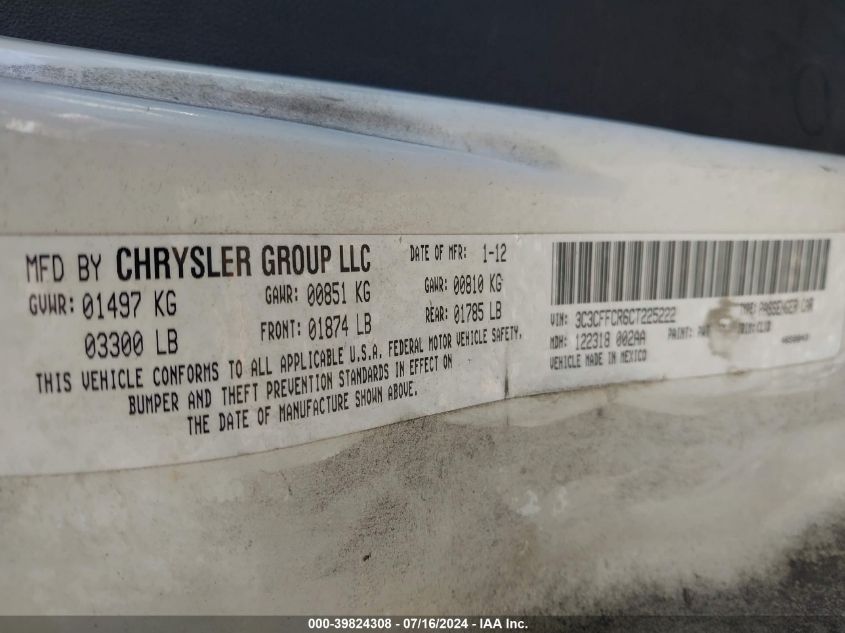 MFD BY CHRYSLER GROUP LLC DATE OF MFR: 1-12
GVWR: 01497 KG GAWR: 00851 KG GAWR: 00810 KG
03300 LB FRONT: 01874 LB REAR: 01785 LB
THIS VEHICLE CONFORMS TO ALL APPLICABLE U.S.A. FEDERAL MOTOR VEHICLE SAFETY,
BUMPER AND THEFT PREVENTION STANDARDS IN EFFECT ON
THE DATE OF MANUFACTURE SHOWN ABOVE.
VIN: 3C3CFFCR6CT225222 TYPE: PASSENGER CAR
MDH: 122318 002AA PAINT:
VEHICLE MADE IN MEXICO
000-39824308 - 07/16/2024 - IAA Inc.